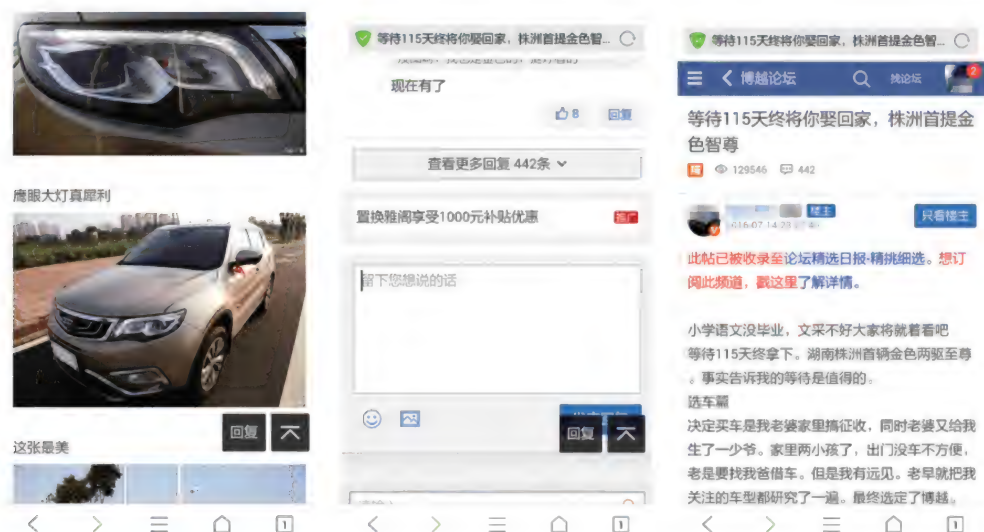 鹰眼大灯真犀利
这张最美
回复
1
等待115天终将你娶回家，株洲首提金色智...
现在有了
8
回复
查看更多回复 442条
置换雅阁享受1000元补贴优惠
推广
留下您想说的话
回复
1
等待115天终将你娶回家，株洲首提金色智...
博越论坛
找论坛
2
等待115天终将你娶回家，株洲首提金
色智尊
精
129546
442
楼主
只看楼主
此帖已被收录至论坛精选日报-精挑细选。想订
阅此频道，戳这里了解详情。
小学语文没毕业，文采不好大家将就着看吧
等待115天终拿下。湖南株洲首辆金色两驱至尊
。事实告诉我的等待是值得的。
选车篇
决定买车是我老婆家里搞征收，同时老婆又给我
生了一少爷。家里两小孩了，出门没车不方便，
老是要找我爸借车。但是我有远见。老早就把我
关注的车型都研究了一遍。最终选定了博越。
1